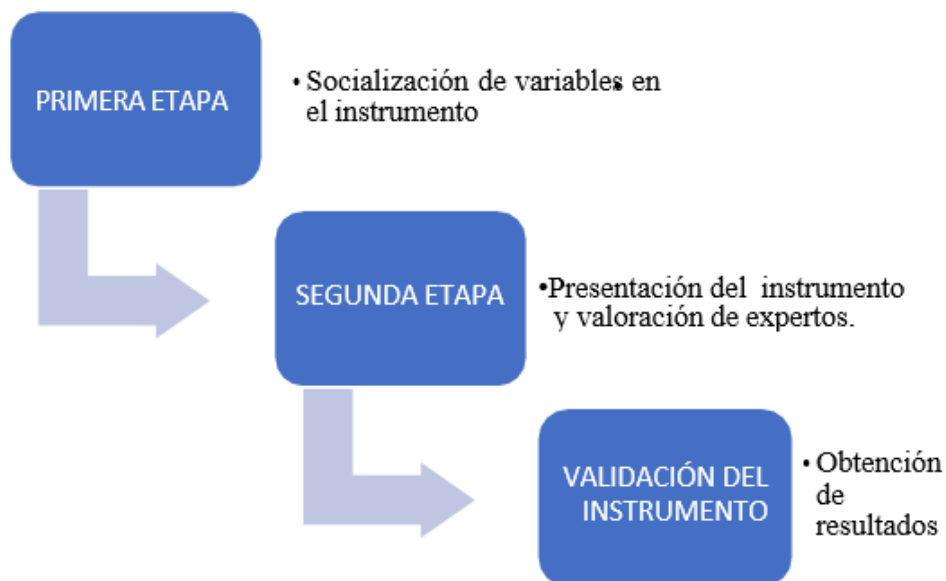 PRIMERA ETAPA
• Socialización de variables en
el instrumento
SEGUNDA ETAPA
•Presentación del instrumento
y valoración de expertos.
VALIDACIÓN DEL
INSTRUMENTO
• Obtención
de
resultados